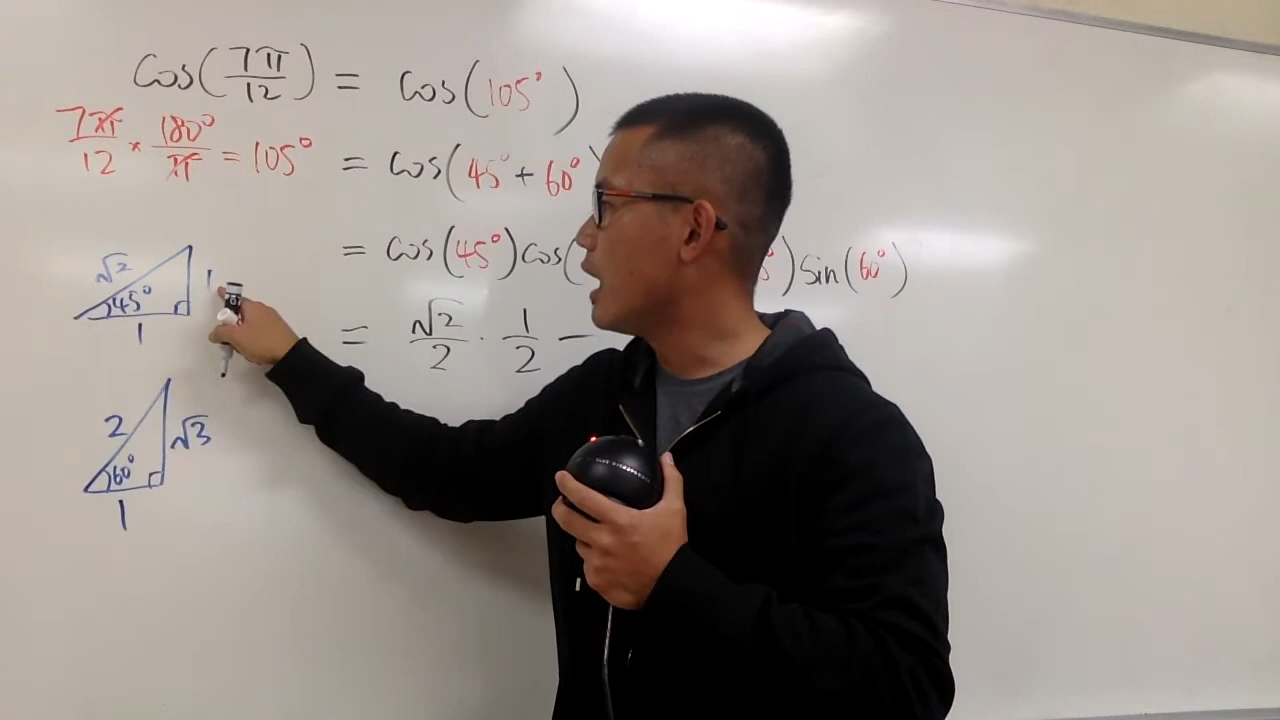 Cos(7π/12) = Cos(105°)
7π/12 × 180°/π = 105°
= Cos(45° + 60°
= Cos(45°)Cos( °)Sin(60°)
= √2/2 · 1/2 −
√2
45°
1
1
2
60°
√3
1